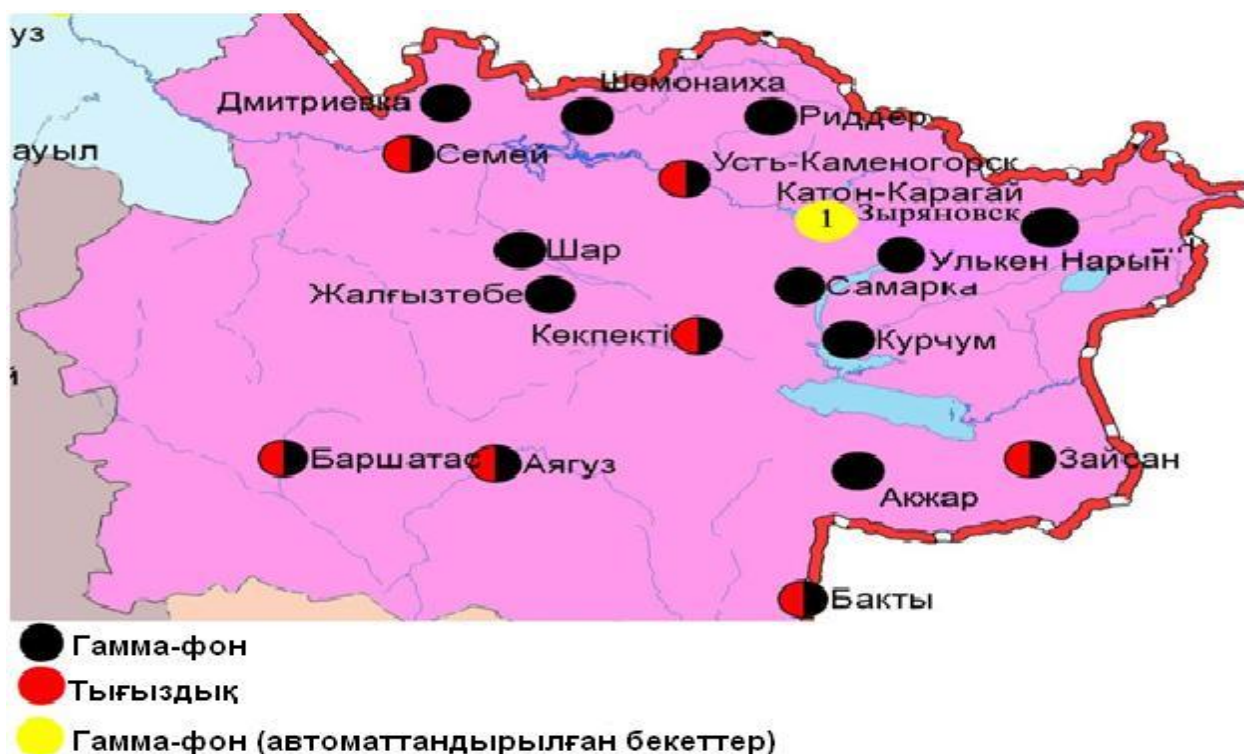 уз
Шемонаиха
Дмитриевка
Риддер
ауыл
Семей
Усть-Каменогорск
Катон-Карагай
1 Зыряновск
Шар
Улькен Нарын
Жалғызтөбе
Самарка
Көкпекті
Курчум
й
Баршатас
Аягуз
Зайсан
Акжар
Бакты
Гамма-фон
Тығыздық
Гамма-фон (автоматтандырылған бекеттер)